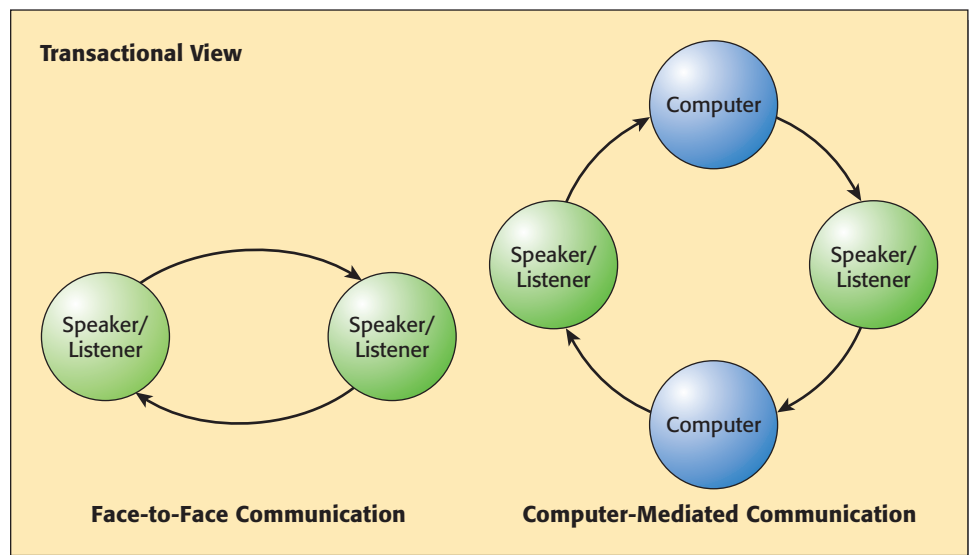 Transactional View
Speaker/
Listener
Speaker/
Listener
Face-to-Face Communication
Computer
Speaker/
Listener
Speaker/
Listener
Computer
Computer-Mediated Communication